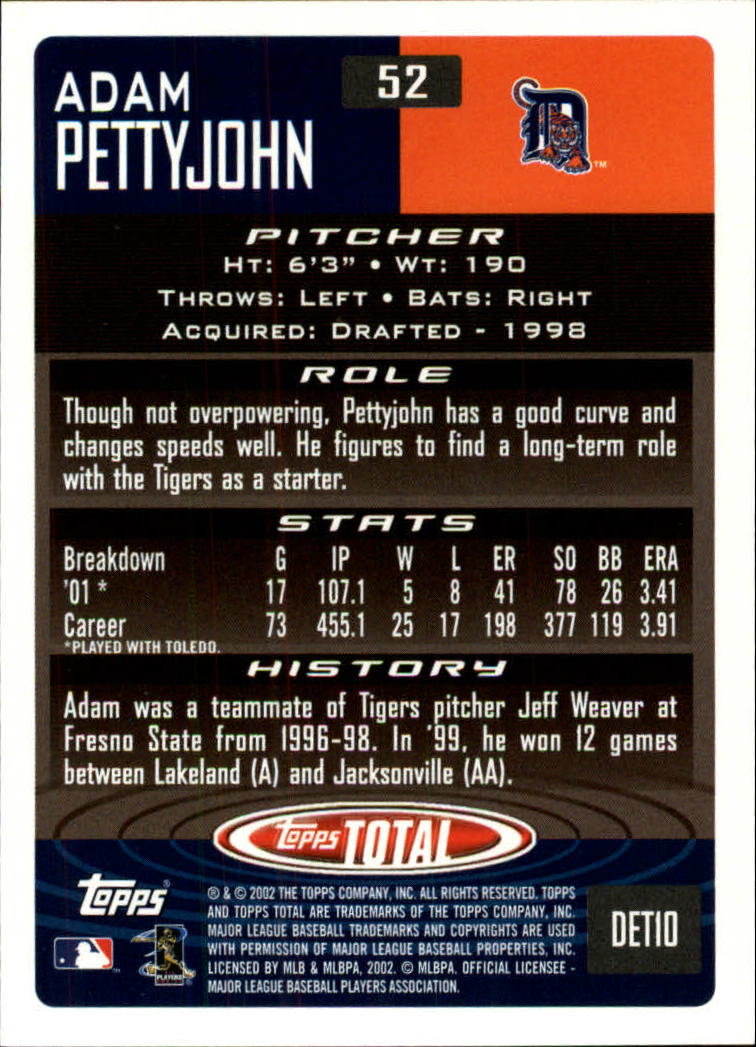 52
ADAM
PETTYJOHN
D
TM
PITCHER
HT: 6'3" • WT: 190
THROWS: LEFT • BATS: RIGHT
ACQUIRED: DRAFTED - 1998
ROLE
Though not overpowering, Pettyjohn has a good curve and
changes speeds well. He figures to find a long-term role
with the Tigers as a starter.
STATS
Breakdown G IP W L ER SO BB ERA
'01 * 17 107.1 5 8 41 78 26 3.41
Career 73 455.1 25 17 198 377 119 3.91
*PLAYED WITH TOLEDO.
HISTORY
Adam was a teammate of Tigers pitcher Jeff Weaver at
Fresno State from 1996-98. In '99, he won 12 games
between Lakeland (A) and Jacksonville (AA).
topps TOTAL
topps®
® & © 2002 THE TOPPS COMPANY, INC. ALL RIGHTS RESERVED. TOPPS
AND TOPPS TOTAL ARE TRADEMARKS OF THE TOPPS COMPANY, INC.
MAJOR LEAGUE BASEBALL TRADEMARKS AND COPYRIGHTS ARE USED
WITH PERMISSION OF MAJOR LEAGUE BASEBALL PROPERTIES, INC.
LICENSED BY MLB & MLBPA, 2002. © MLBPA. OFFICIAL LICENSEE -
MAJOR LEAGUE BASEBALL PLAYERS ASSOCIATION.
DET10
PLAYERS